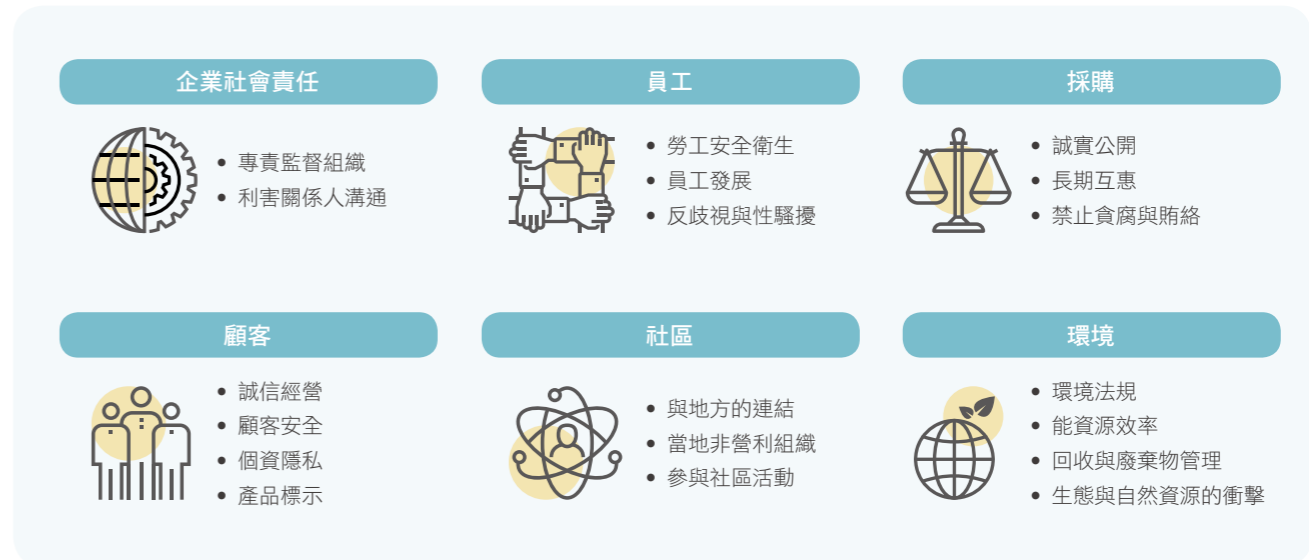 企業社會責任
• 專責監督組織
• 利害關係人溝通
員工
• 勞工安全衛生
• 員工發展
• 反歧視與性騷擾
採購
• 誠實公開
• 長期互惠
• 禁止貪腐與賄絡
顧客
• 誠信經營
• 顧客安全
• 個資隱私
• 產品標示
社區
• 與地方的連結
• 當地非營利組織
• 參與社區活動
環境
• 環境法規
• 能資源效率
• 回收與廢棄物管理
• 生態與自然資源的衝擊